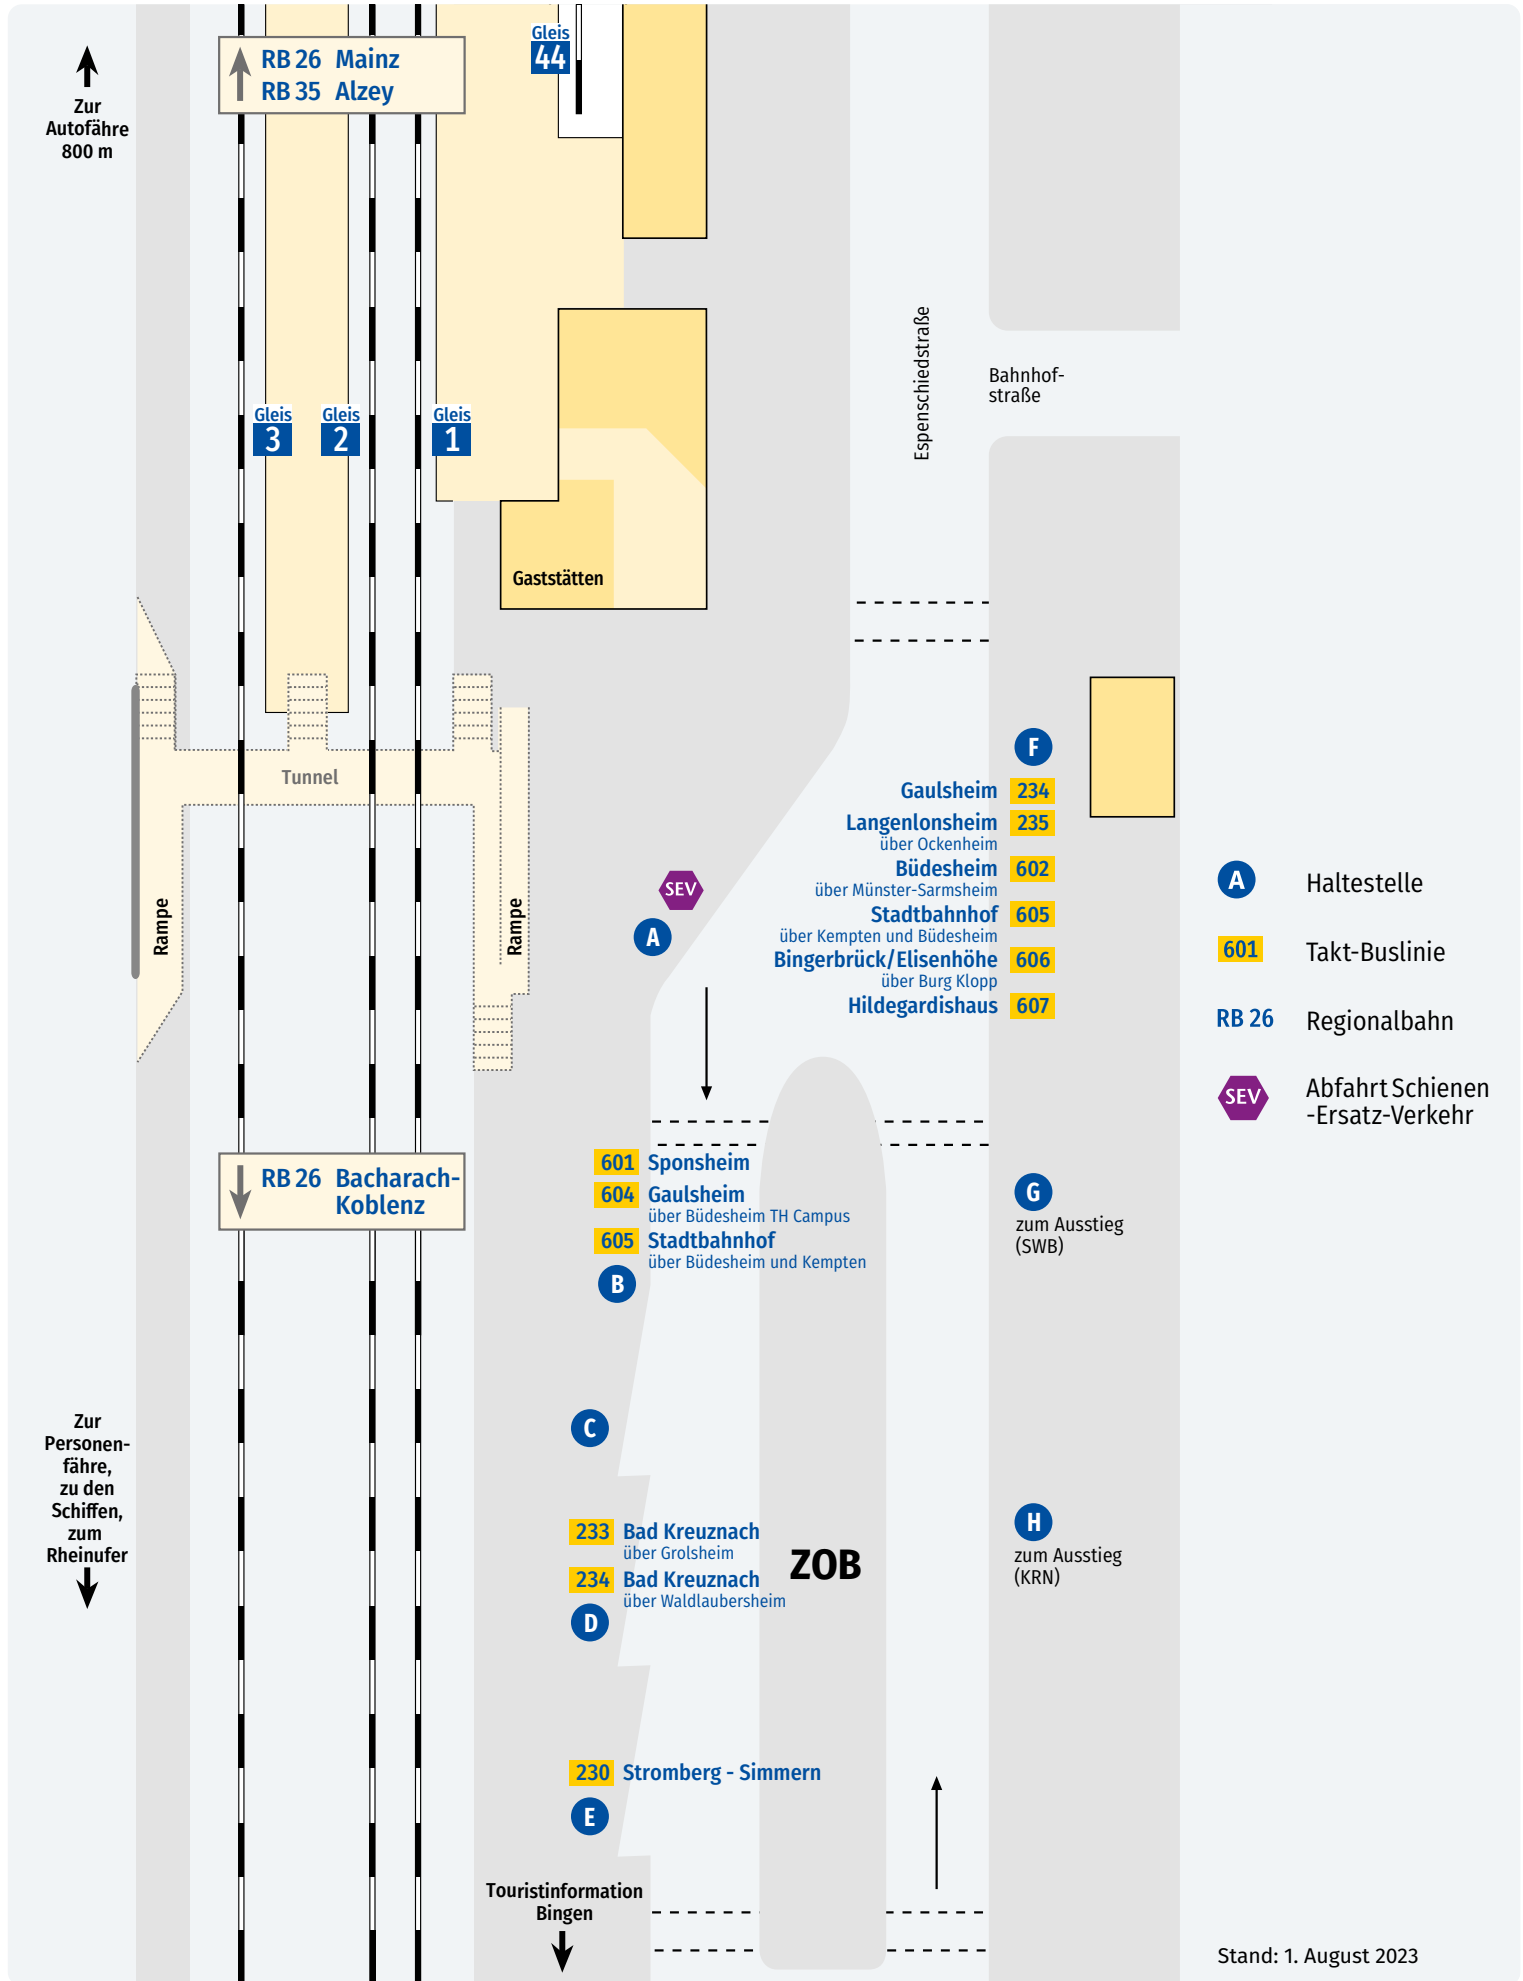 Zur
Autofähre
800 m
RB 26 Mainz
RB 35 Alzey
Gleis
44
Gleis
3
Gleis
2
Gleis
1
Espenschiedstraße
Bahnhof-
straße
Gaststätten
Tunnel
Rampe
Rampe
SEV
A
F
Gaulsheim 234
Langenlonsheim 235
über Ockenheim
Büdesheim 602
über Münster-Sarmsheim
Stadtbahnhof 605
über Kempten und Büdesheim
Bingerbrück/Elisenhöhe 606
über Burg Klopp
Hildegardishaus 607
A Haltestelle
601 Takt-Buslinie
RB 26 Regionalbahn
SEV Abfahrt Schienen
-Ersatz-Verkehr
RB 26 Bacharach-
Koblenz
601 Sponsheim
604 Gaulsheim
über Büdesheim TH Campus
605 Stadtbahnhof
über Büdesheim und Kempten
B
G
zum Ausstieg
(SWB)
Zur
Personen-
fähre,
zu den
Schiffen,
zum
Rheinufer
C
233 Bad Kreuznach
über Grolsheim
234 Bad Kreuznach
über Waldlaubersheim
D
ZOB
H
zum Ausstieg
(KRN)
230 Stromberg - Simmern
E
Touristinformation
Bingen
Stand: 1. August 2023